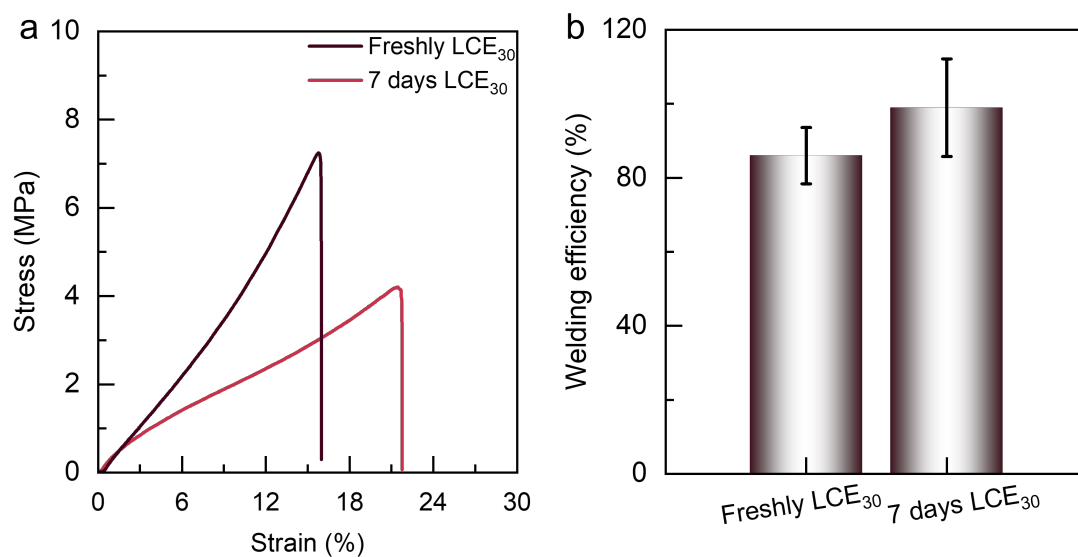 a
10
8
6
4
2
0
Stress (MPa)
0 6 12 18 24 30
Strain (%)
Freshly LCE₃₀
7 days LCE₃₀
b
120
80
40
0
Welding efficiency (%)
Freshly LCE₃₀ 7 days LCE₃₀